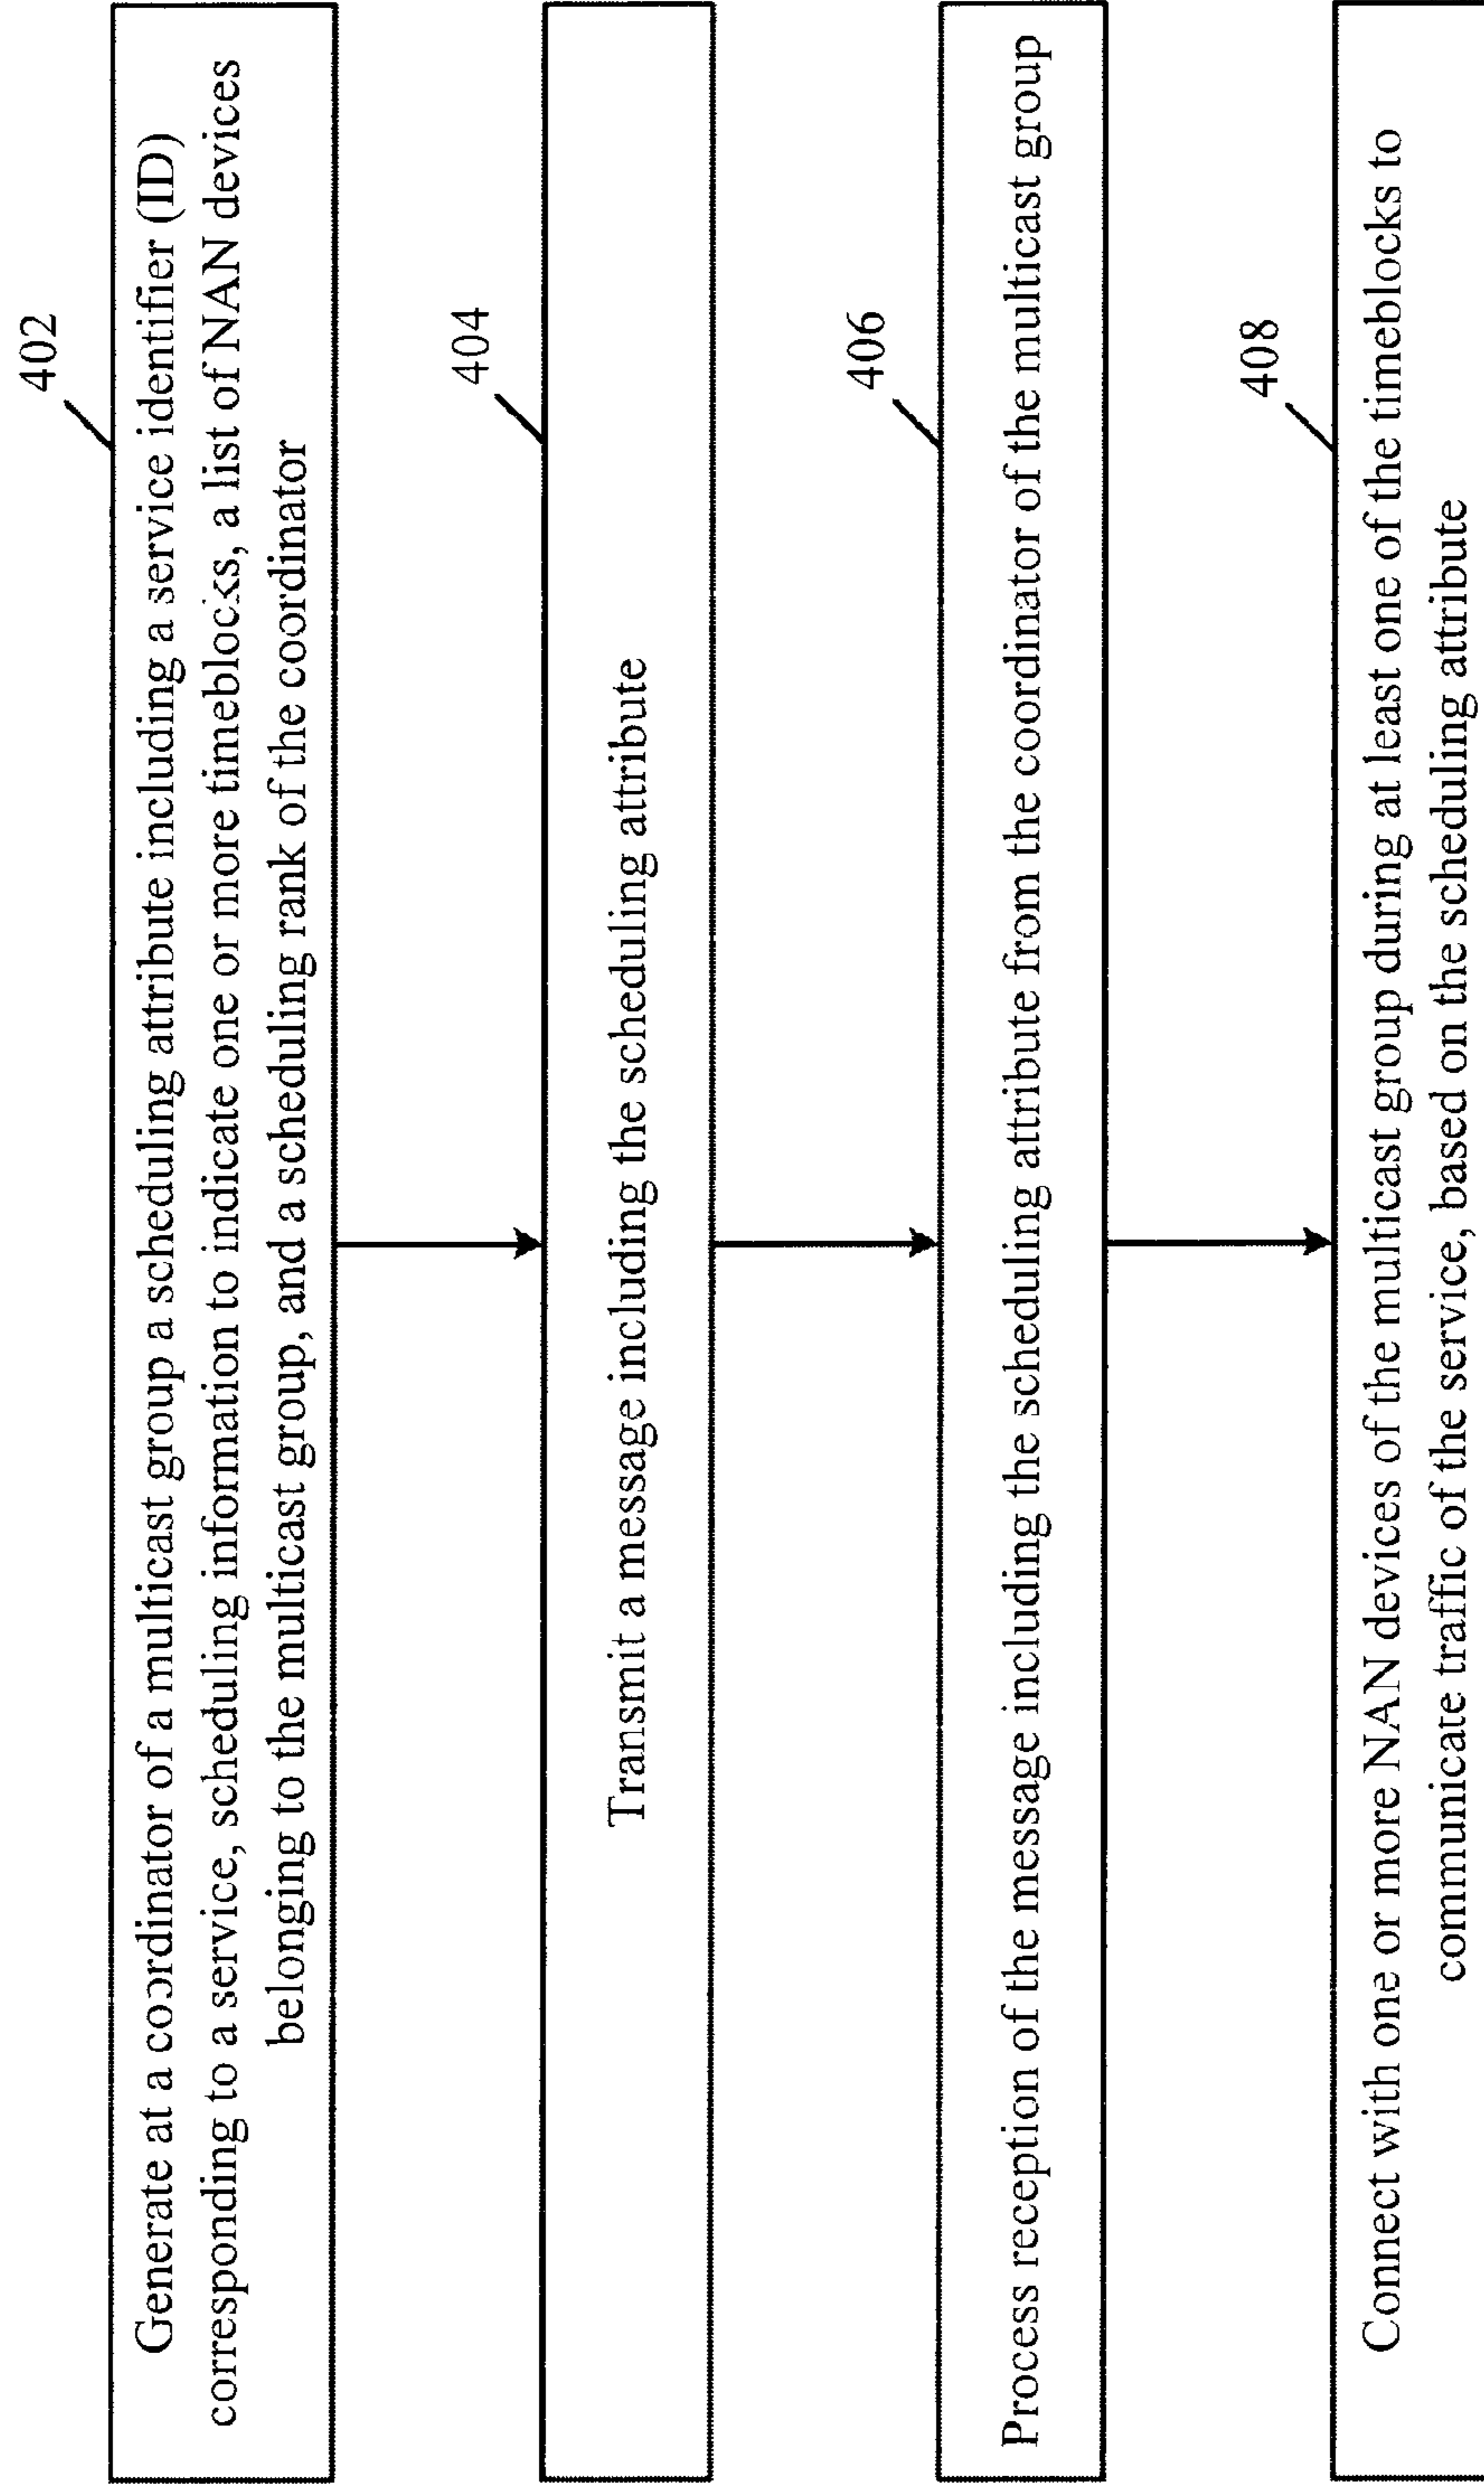 402
Generate at a coordinator of a multicast group a scheduling attribute including a service identifier (ID)
corresponding to a service, scheduling information to indicate one or more timeblocks, a list of NAN devices
belonging to the multicast group, and a scheduling rank of the coordinator
404
Transmit a message including the scheduling attribute
406
Process reception of the message including the scheduling attribute from the coordinator of the multicast group
408
Connect with one or more NAN devices of the multicast group during at least one of the timeblocks to
communicate traffic of the service, based on the scheduling attribute